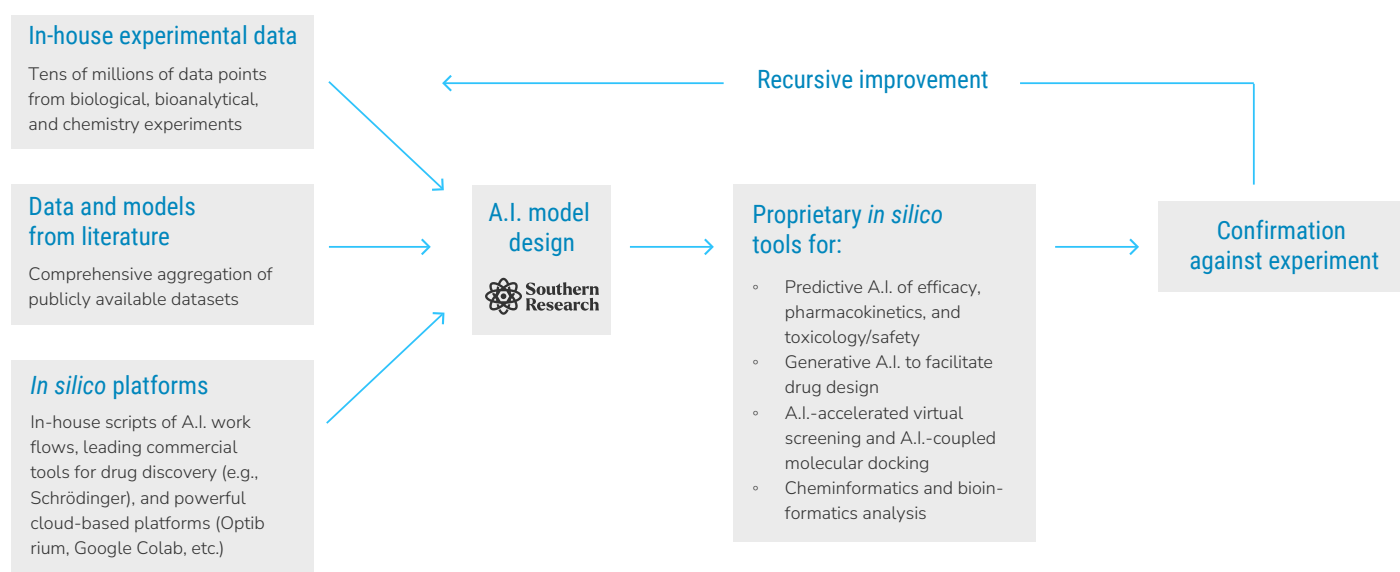 In-house experimental data
Tens of millions of data points
from biological, bioanalytical,
and chemistry experiments
Data and models
from literature
Comprehensive aggregation of
publicly available datasets
In silico platforms
In-house scripts of A.I. work
flows, leading commercial
tools for drug discovery (e.g.,
Schrödinger), and powerful
cloud-based platforms (Optib
rium, Google Colab, etc.)
A.I. model
design
Southern
Research
Recursive improvement
Proprietary in silico
tools for:
◦ Predictive A.I. of efficacy,
pharmacokinetics, and
toxicology/safety
◦ Generative A.I. to facilitate
drug design
◦ A.I.-accelerated virtual
screening and A.I.-coupled
molecular docking
◦ Cheminformatics and bioin-
formatics analysis
Confirmation
against experiment